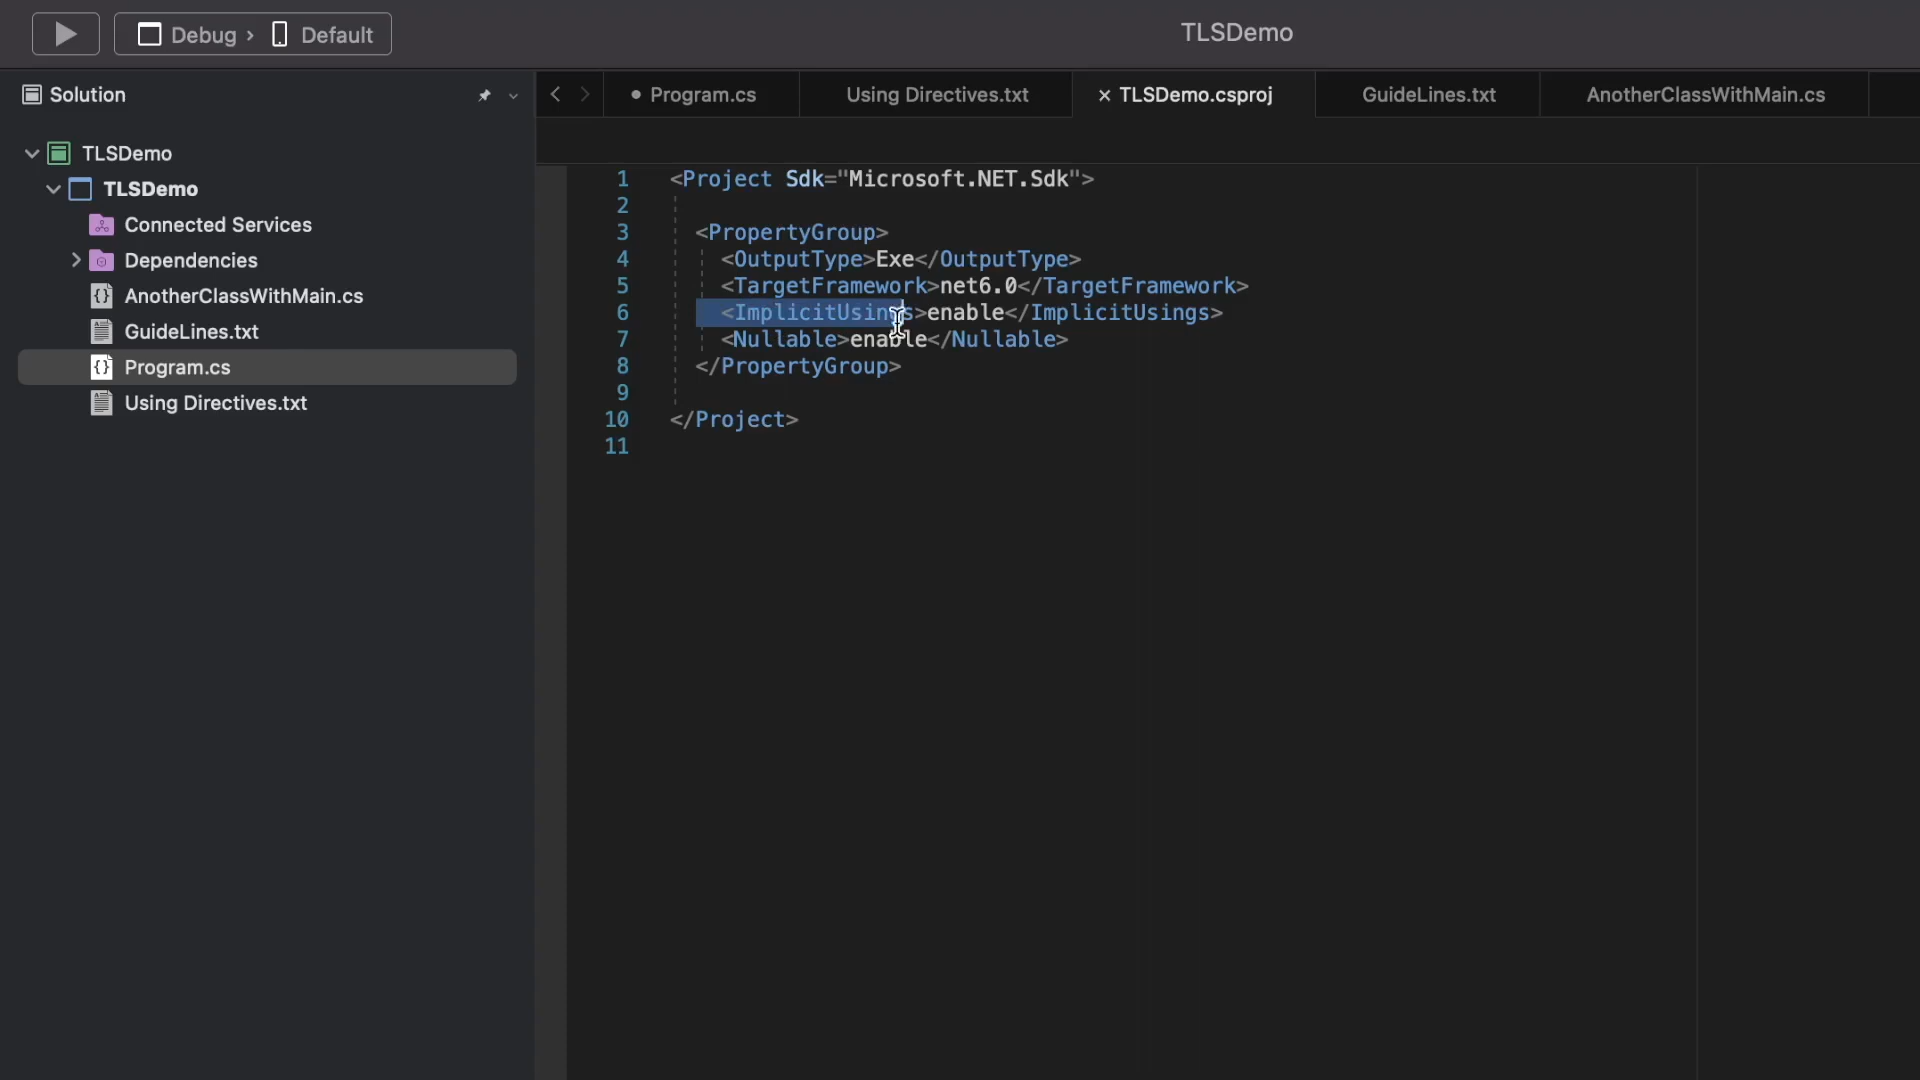 Debug › Default
TLSDemo
Solution
TLSDemo
TLSDemo
Connected Services
Dependencies
AnotherClassWithMain.cs
GuideLines.txt
Program.cs
Using Directives.txt
Program.cs
Using Directives.txt
TLSDemo.csproj
GuideLines.txt
AnotherClassWithMain.cs
1 <Project Sdk="Microsoft.NET.Sdk">
2
3 <PropertyGroup>
4 <OutputType>Exe</OutputType>
5 <TargetFramework>net6.0</TargetFramework>
6 <ImplicitUsings>enable</ImplicitUsings>
7 <Nullable>enable</Nullable>
8 </PropertyGroup>
9
10 </Project>
11